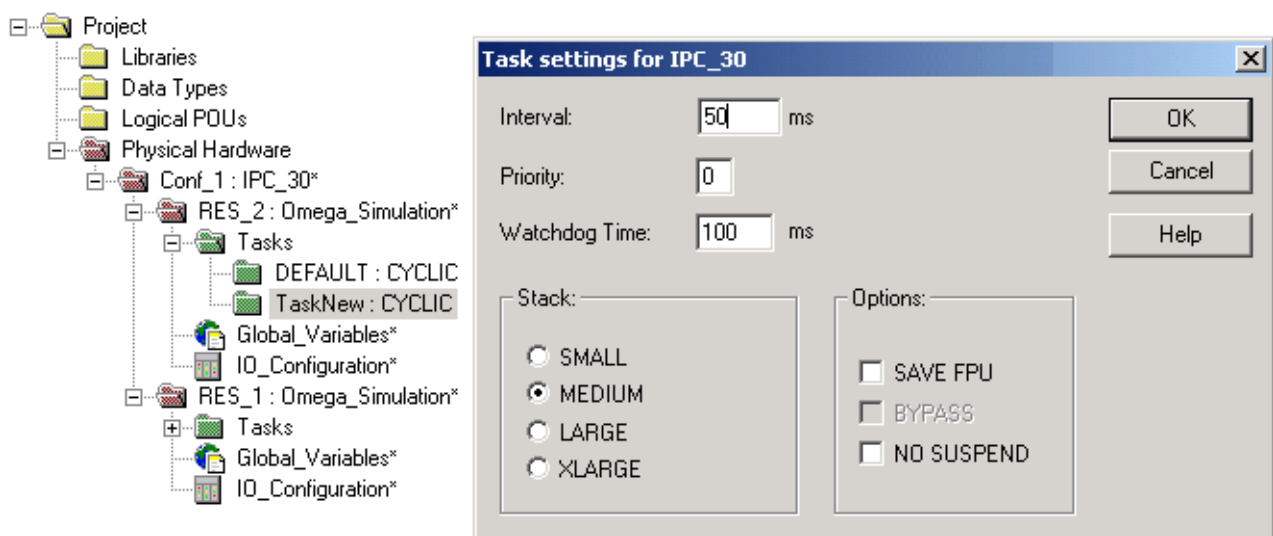 Project
Libraries
Data Types
Logical POUs
Physical Hardware
Conf_1 : IPC_30*
RES_2 : Omega_Simulation*
Tasks
DEFAULT : CYCLIC
TaskNew : CYCLIC
Global_Variables*
IO_Configuration*
RES_1 : Omega_Simulation*
Tasks
Global_Variables*
IO_Configuration*
Task settings for IPC_30
Interval: 50 ms
OK
Priority: 0
Cancel
Watchdog Time: 100 ms
Help
Stack:
SMALL
MEDIUM
LARGE
XLARGE
Options:
SAVE FPU
BYPASS
NO SUSPEND